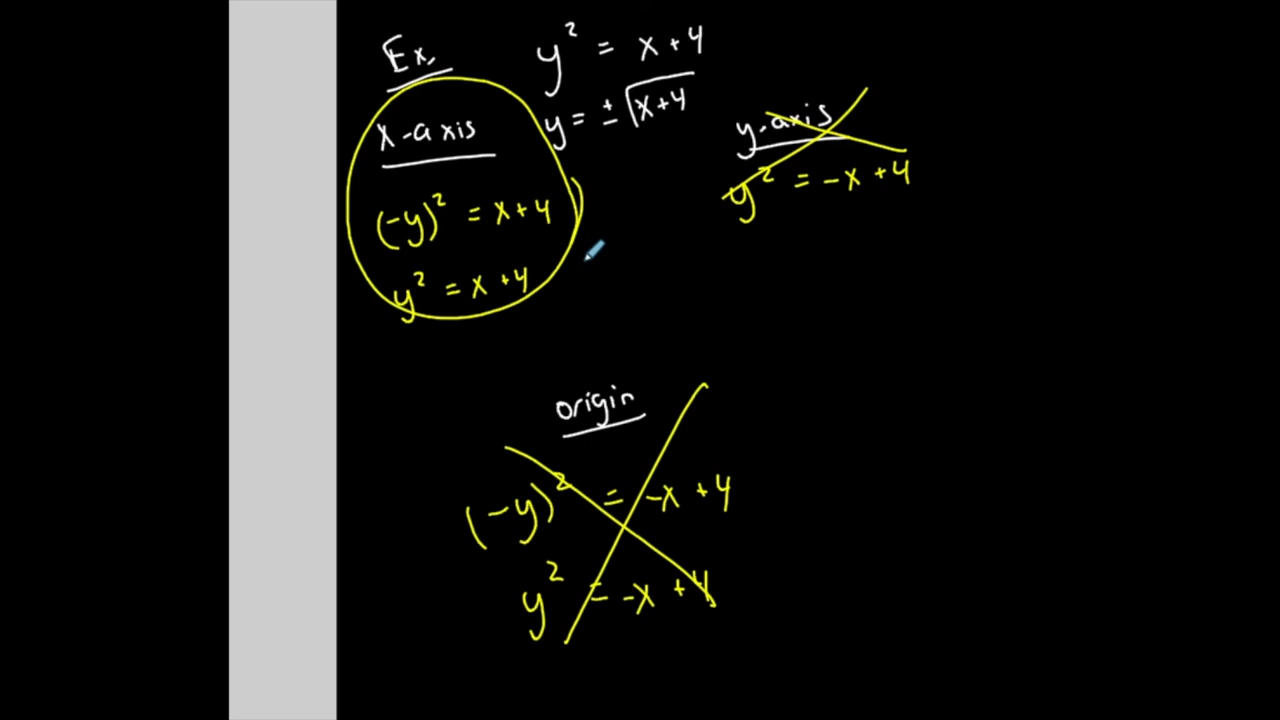 Ex.
y² = x + 4
y = ± √x+4
x-axis
(-y)² = x + 4
y² = x + 4
y-axis
y² = -x + 4
origin
(-y)² = -x + 4
y² = -x + 4